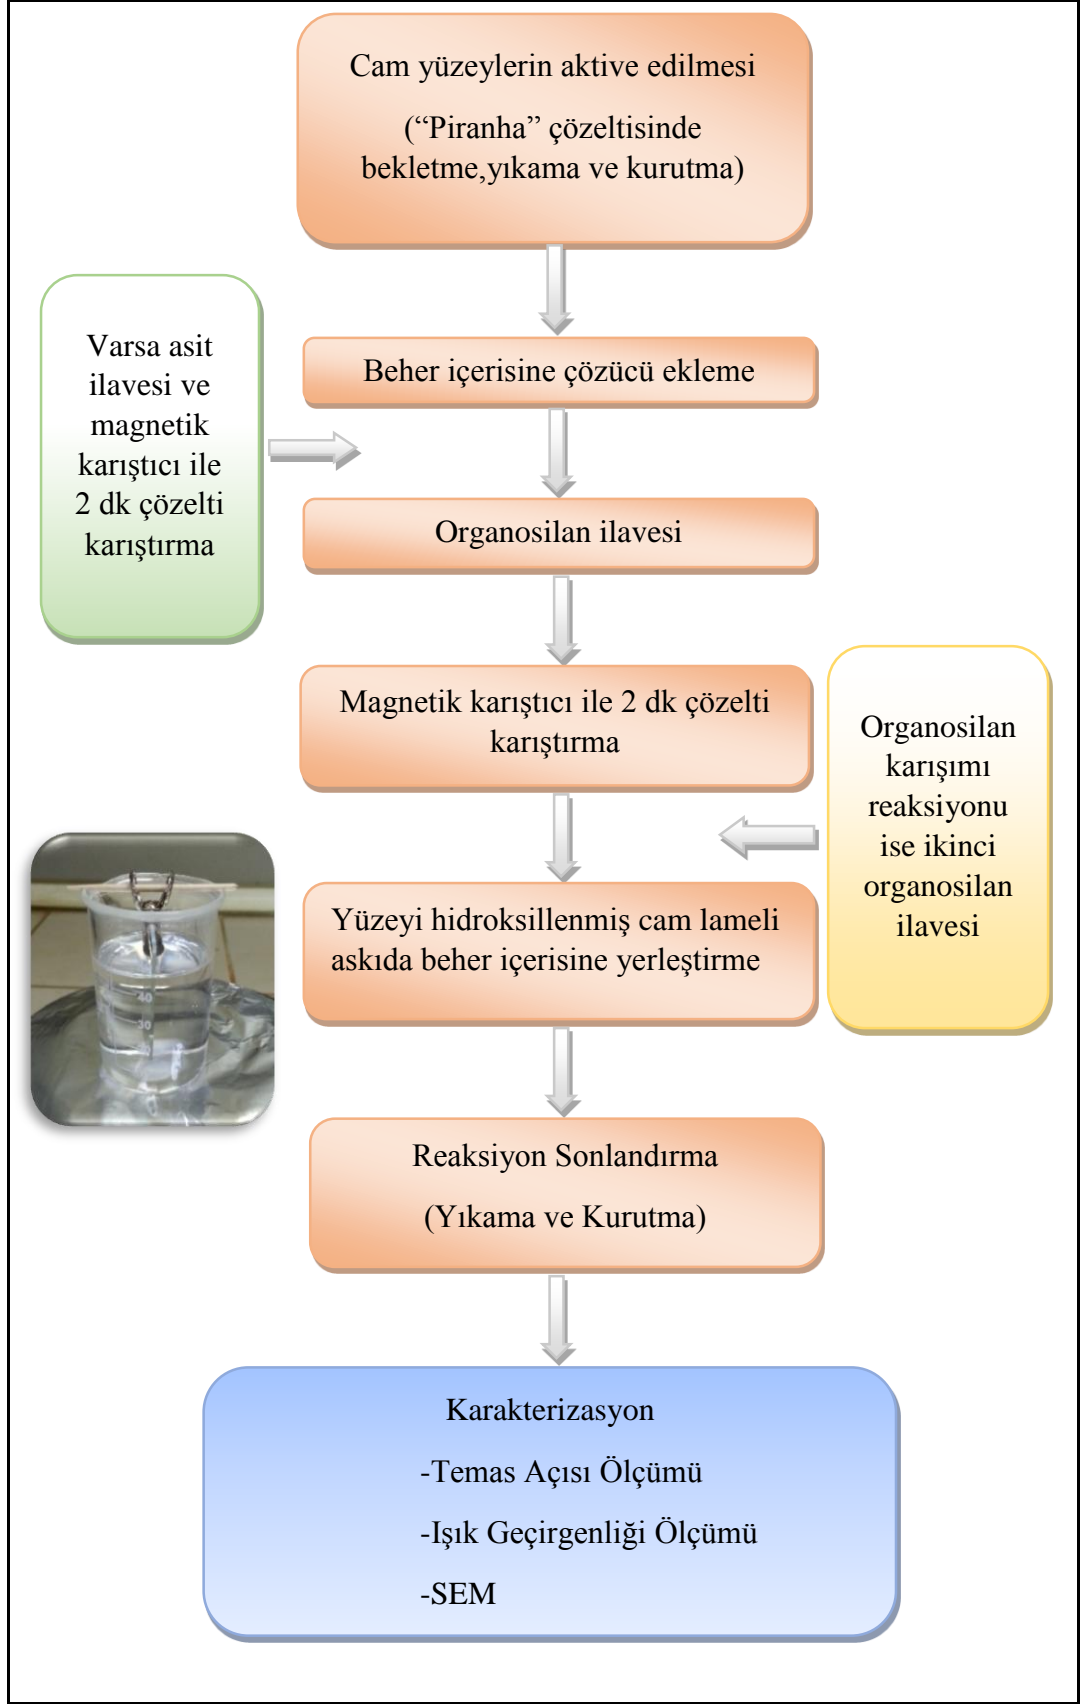 Cam yüzeylerin aktive edilmesi
(“Piranha” çözeltisinde
bekletme,yıkama ve kurutma)
Varsa asit
ilavesi ve
magnetik
karıştıcı ile
2 dk çözelti
karıştırma
Beher içerisine çözücü ekleme
Organosilan ilavesi
Magnetik karıştıcı ile 2 dk çözelti
karıştırma
Organosilan
karışımı
reaksiyonu
ise ikinci
organosilan
ilavesi
Yüzeyi hidroksillenmiş cam lameli
askıda beher içerisine yerleştirme
40
30
Reaksiyon Sonlandırma
(Yıkama ve Kurutma)
Karakterizasyon
-Temas Açısı Ölçümü
-Işık Geçirgenliği Ölçümü
-SEM